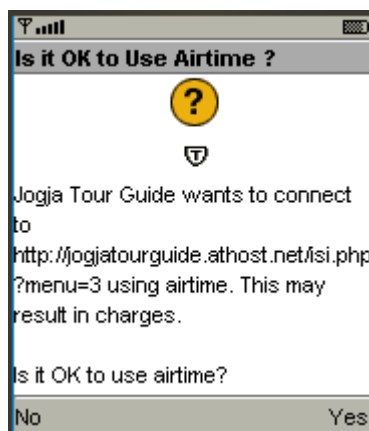 Is it OK to Use Airtime ?
?
T
Jogja Tour Guide wants to connect
to
http://jogjatourguide.athost.net/isi.php
?menu=3 using airtime. This may
result in charges.
Is it OK to use airtime?
No Yes